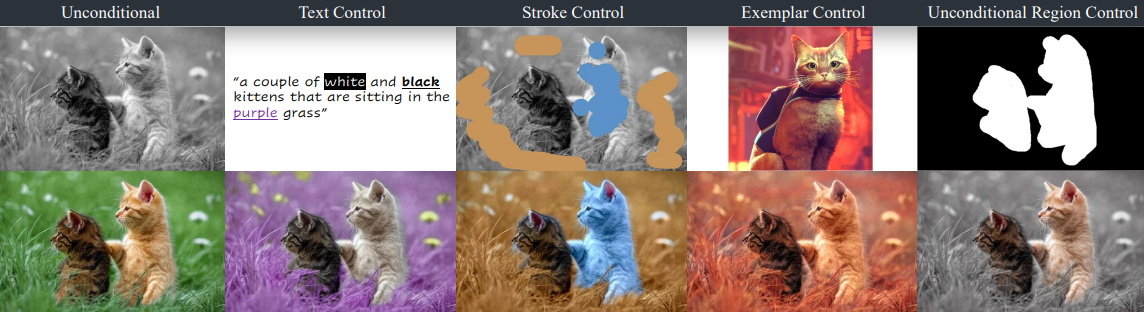 Unconditional
Text Control
Stroke Control
Exemplar Control
Unconditional Region Control
“a couple of white and black
kittens that are sitting in the
purple grass”